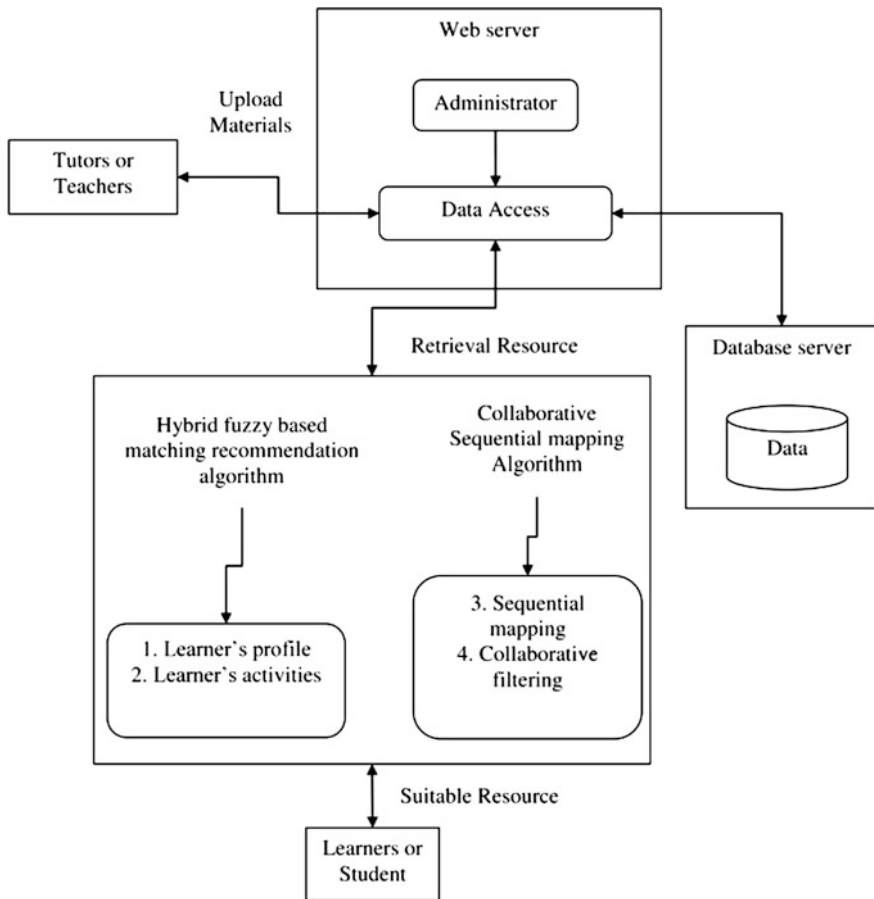 Web server
Administrator
Upload
Materials
Tutors or
Teachers
Data Access
Retrieval Resource
Database server
Data
Hybrid fuzzy based
matching recommendation
algorithm
Collaborative
Sequential mapping
Algorithm
1. Learner`s profile
2. Learner`s activities
3. Sequential
mapping
4. Collaborative
filtering
Suitable Resource
Learners or
Student